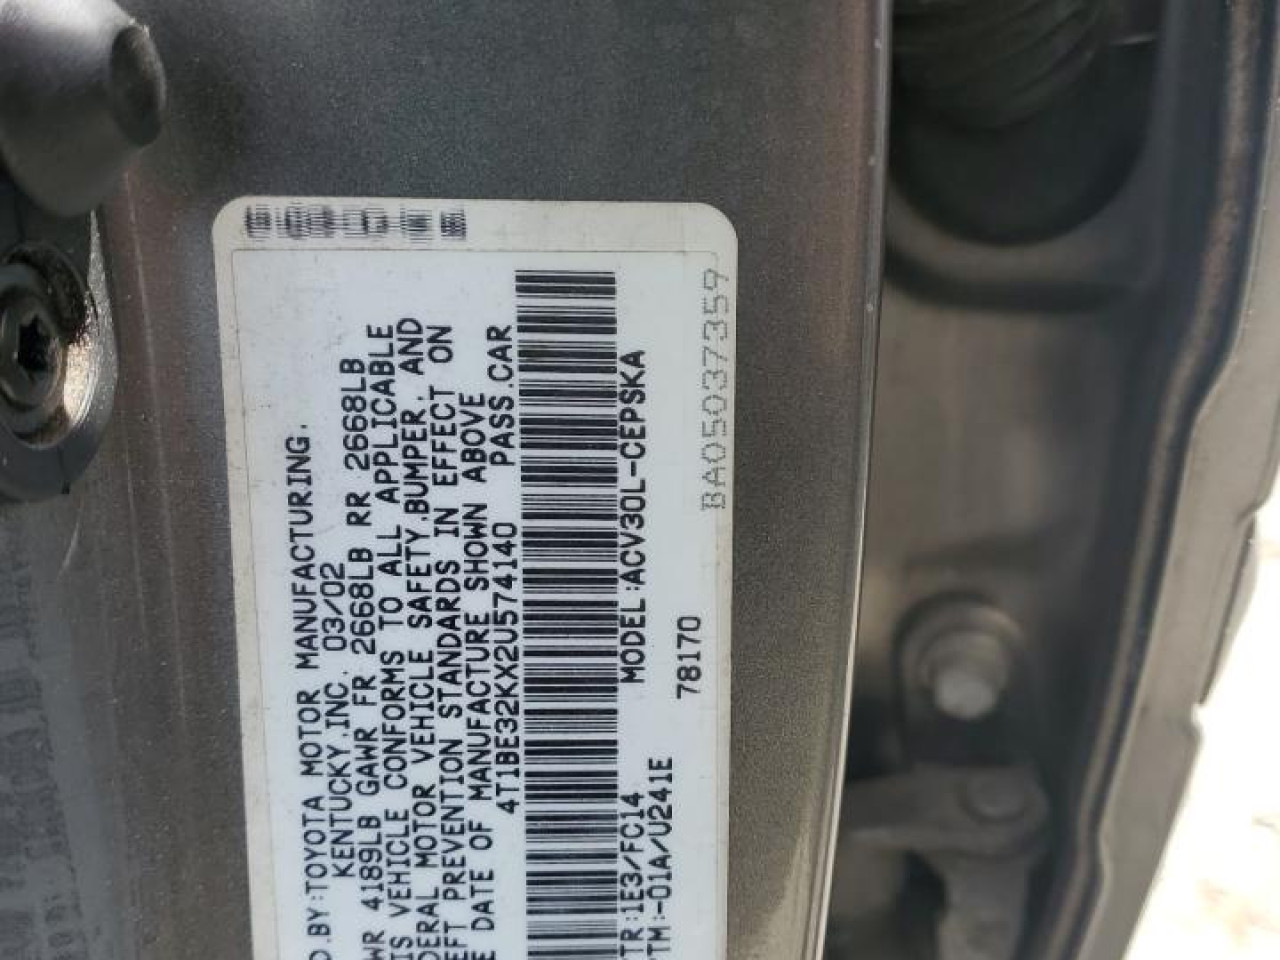 D.BY:TOYOTA MOTOR MANUFACTURING.
KENTUCKY,INC. 03/02
WR 4189LB GAWR FR 2668LB RR 2668LB
IS VEHICLE CONFORMS TO ALL APPLICABLE
DERAL MOTOR VEHICLE SAFETY,BUMPER, AND
EFT PREVENTION STANDARDS IN EFFECT ON
E DATE OF MANUFACTURE SHOWN ABOVE
4T1BE32KX2U574140 PASS.CAR
TR:1E3/FC14 MODEL:ACV30L-CEPSKA
TM:-01A/U241E 78170
BA05037359